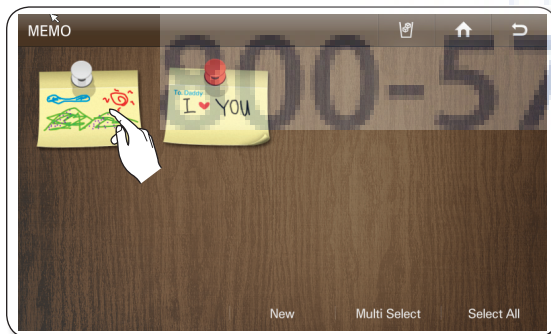 MEMO
800-57
To. Daddy
I ❤ YOU
New Multi Select Select All